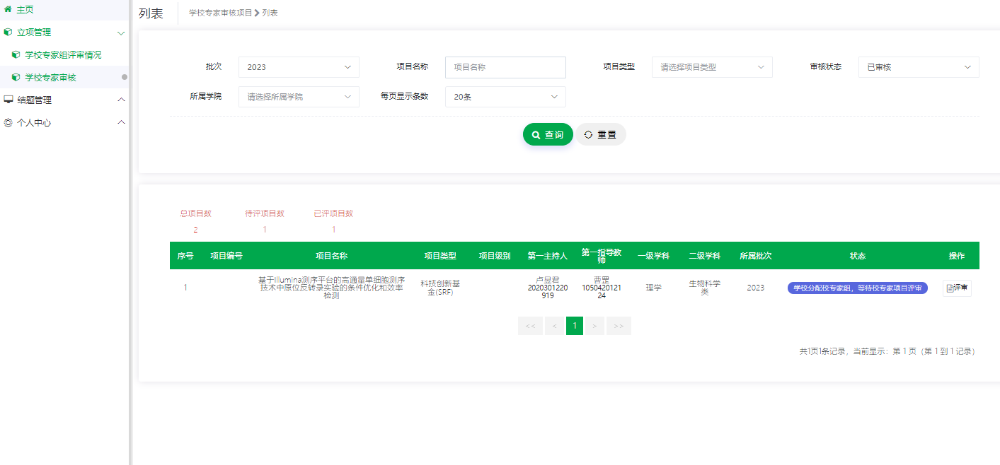 主页
立项管理
学校专家组评审情况
学校专家审核
结题管理
个人中心
列表 学校专家审核项目 列表
批次 2023 项目名称 项目名称 项目类型 请选择项目类型 审核状态 已审核
所属学院 请选择所属学院 每页显示条数 20条
查询 重置
总项目数 待评项目数 已评项目数
2 1 1
序号 项目编号 项目名称 项目类型 项目级别 第一主持人 第一指导教师 一级学科 二级学科 所属批次 状态 操作
1
基于Illumina测序平台的高通量单细胞测序
技术中原位反转录实验的条件优化和效率
检测
科技创新基
金(SRF)
卢昱君
2020301220
919
曹罡
1050420121
24
理学
生物科学
类
2023
学校分配校专家组，等待校专家项目评审
评审
<< < 1 > >>
共1页1条记录，当前显示：第 1 页（第 1 到 1 记录）